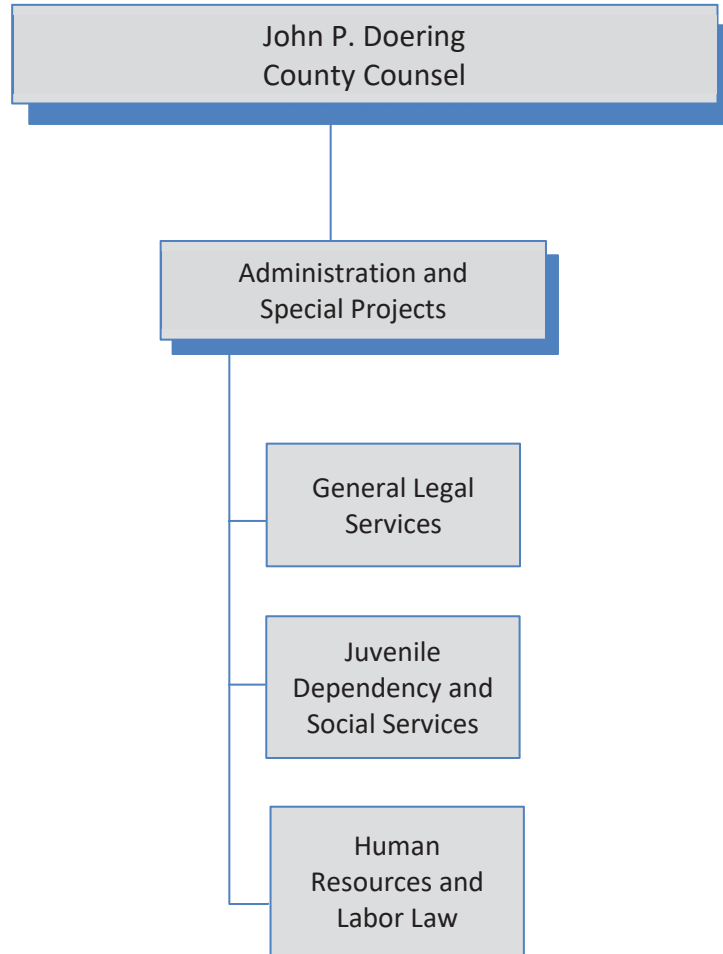 John P. Doering
County Counsel
Administration and
Special Projects
General Legal
Services
Juvenile
Dependency and
Social Services
Human
Resources and
Labor Law